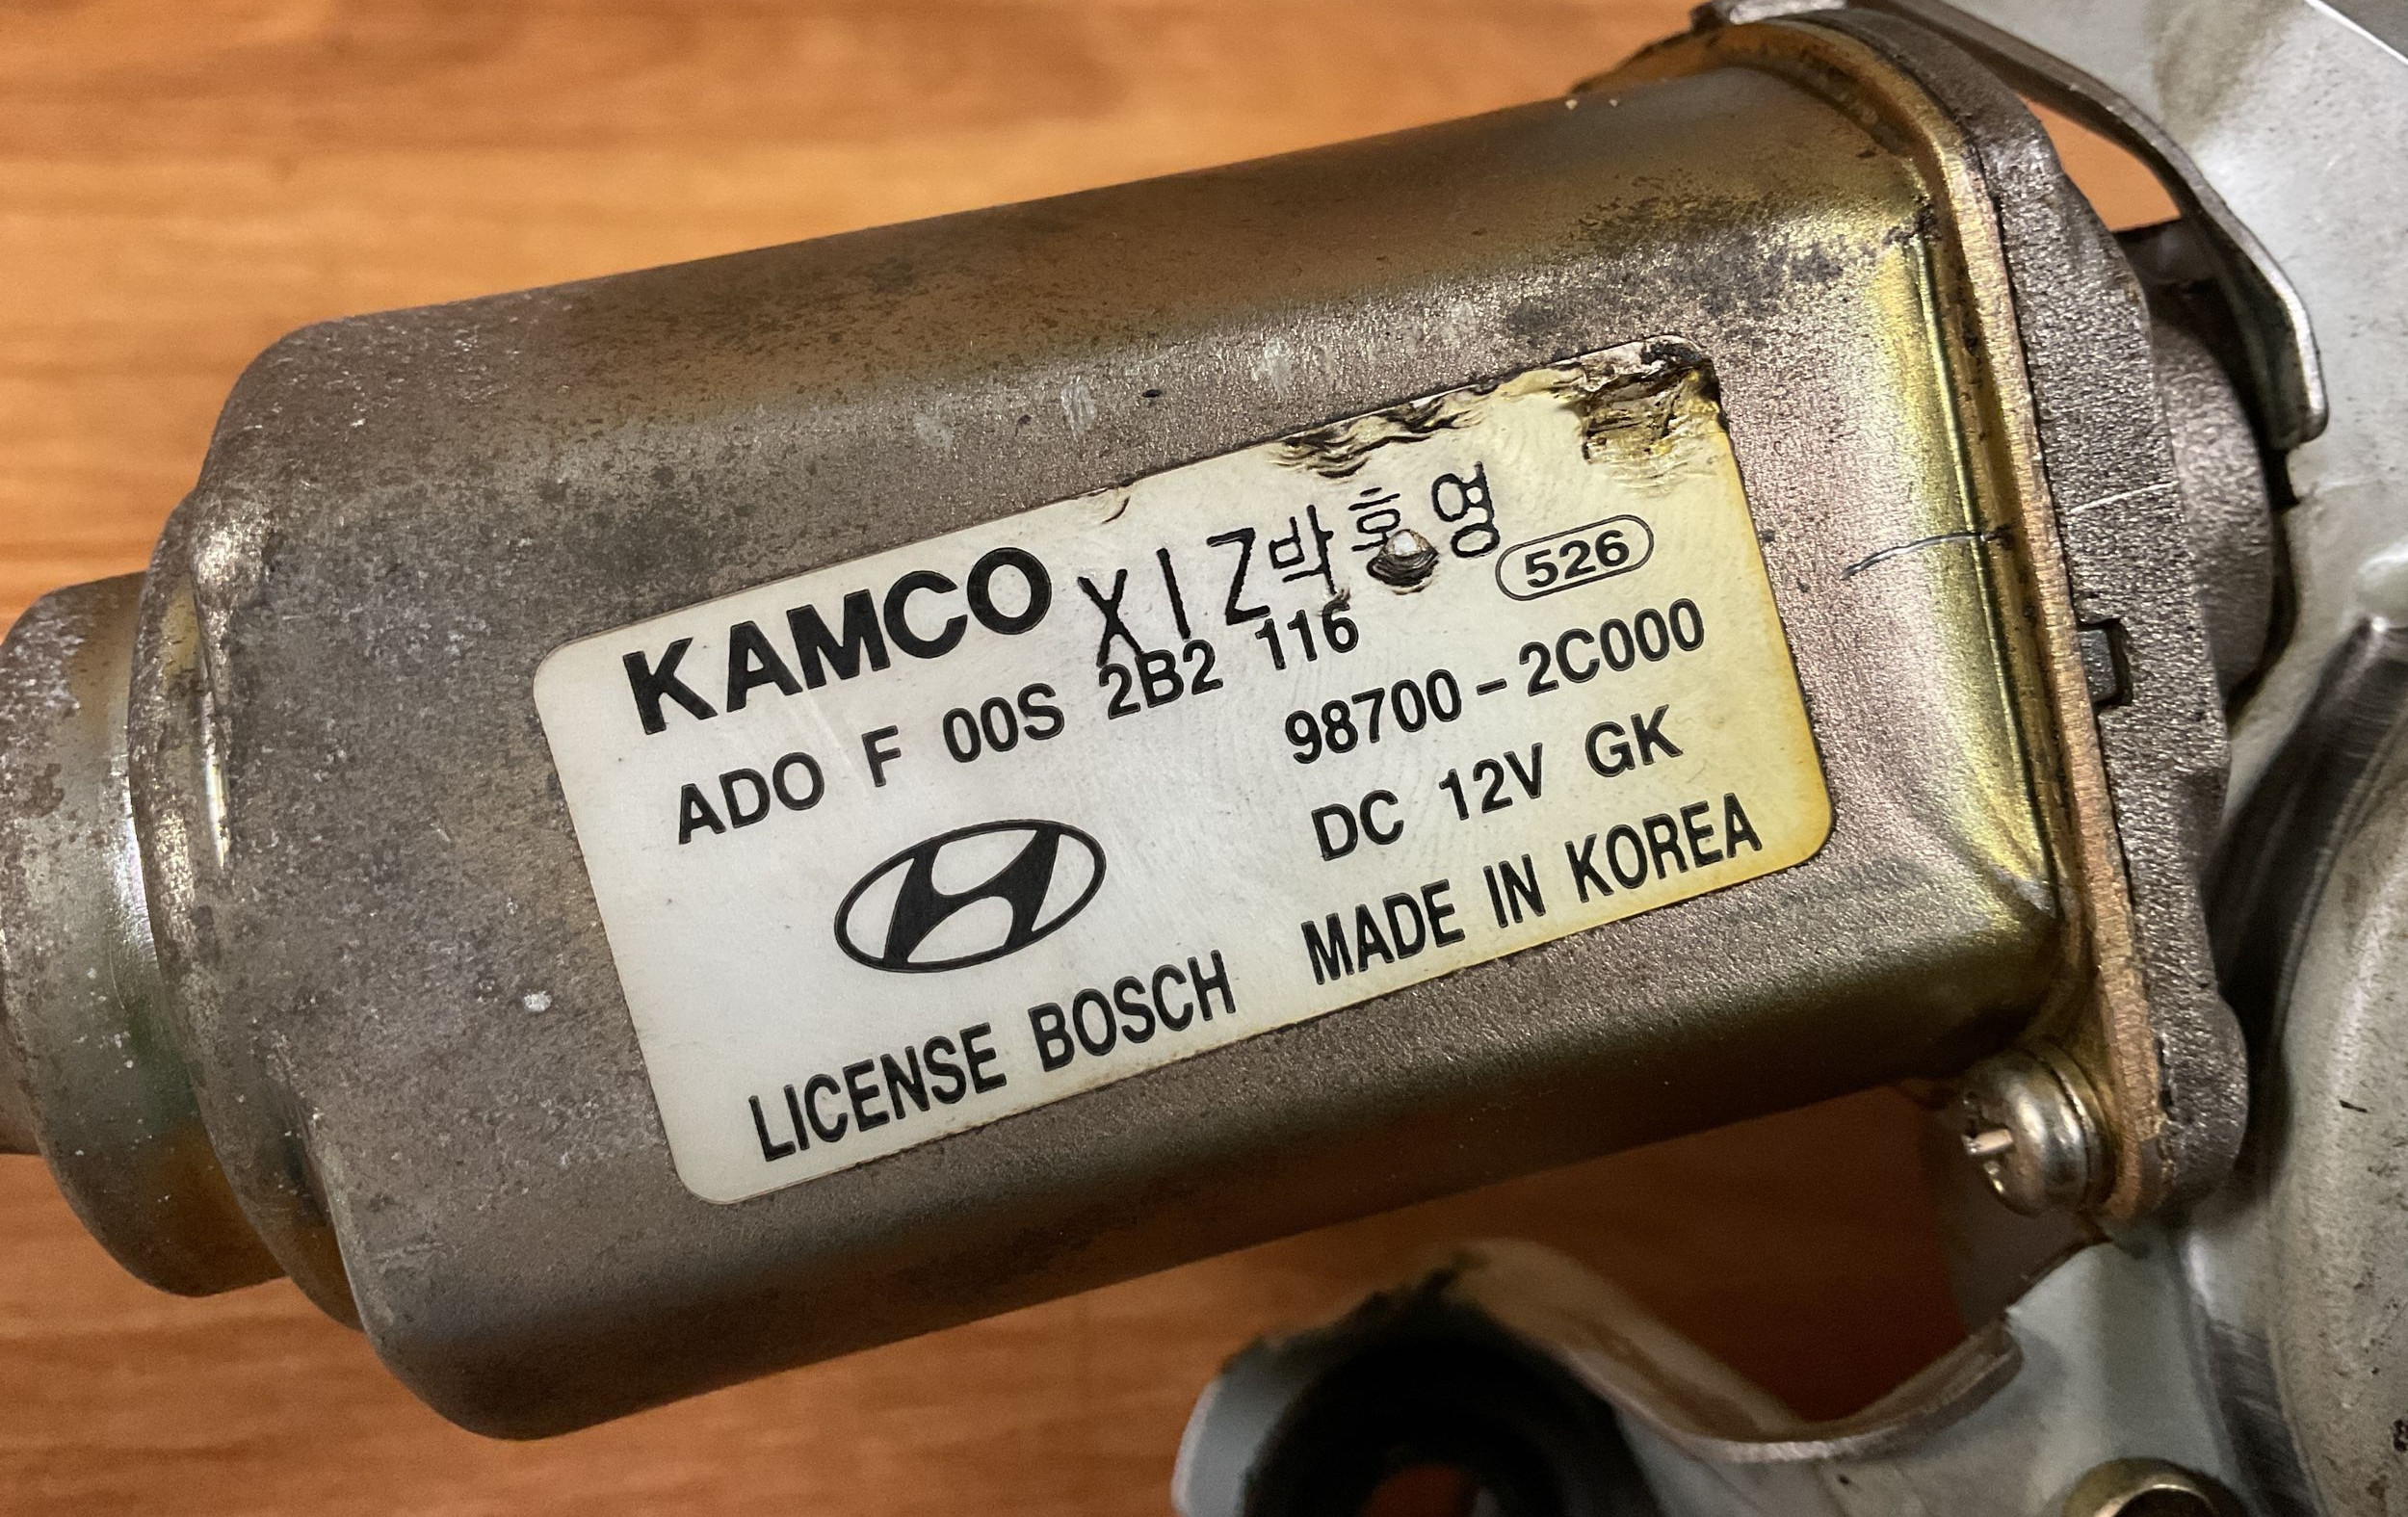 KAMCO XIZ박흥영
526
ADO F 00S 2B2 116
98700-2C000
DC 12V GK
LICENSE BOSCH MADE IN KOREA